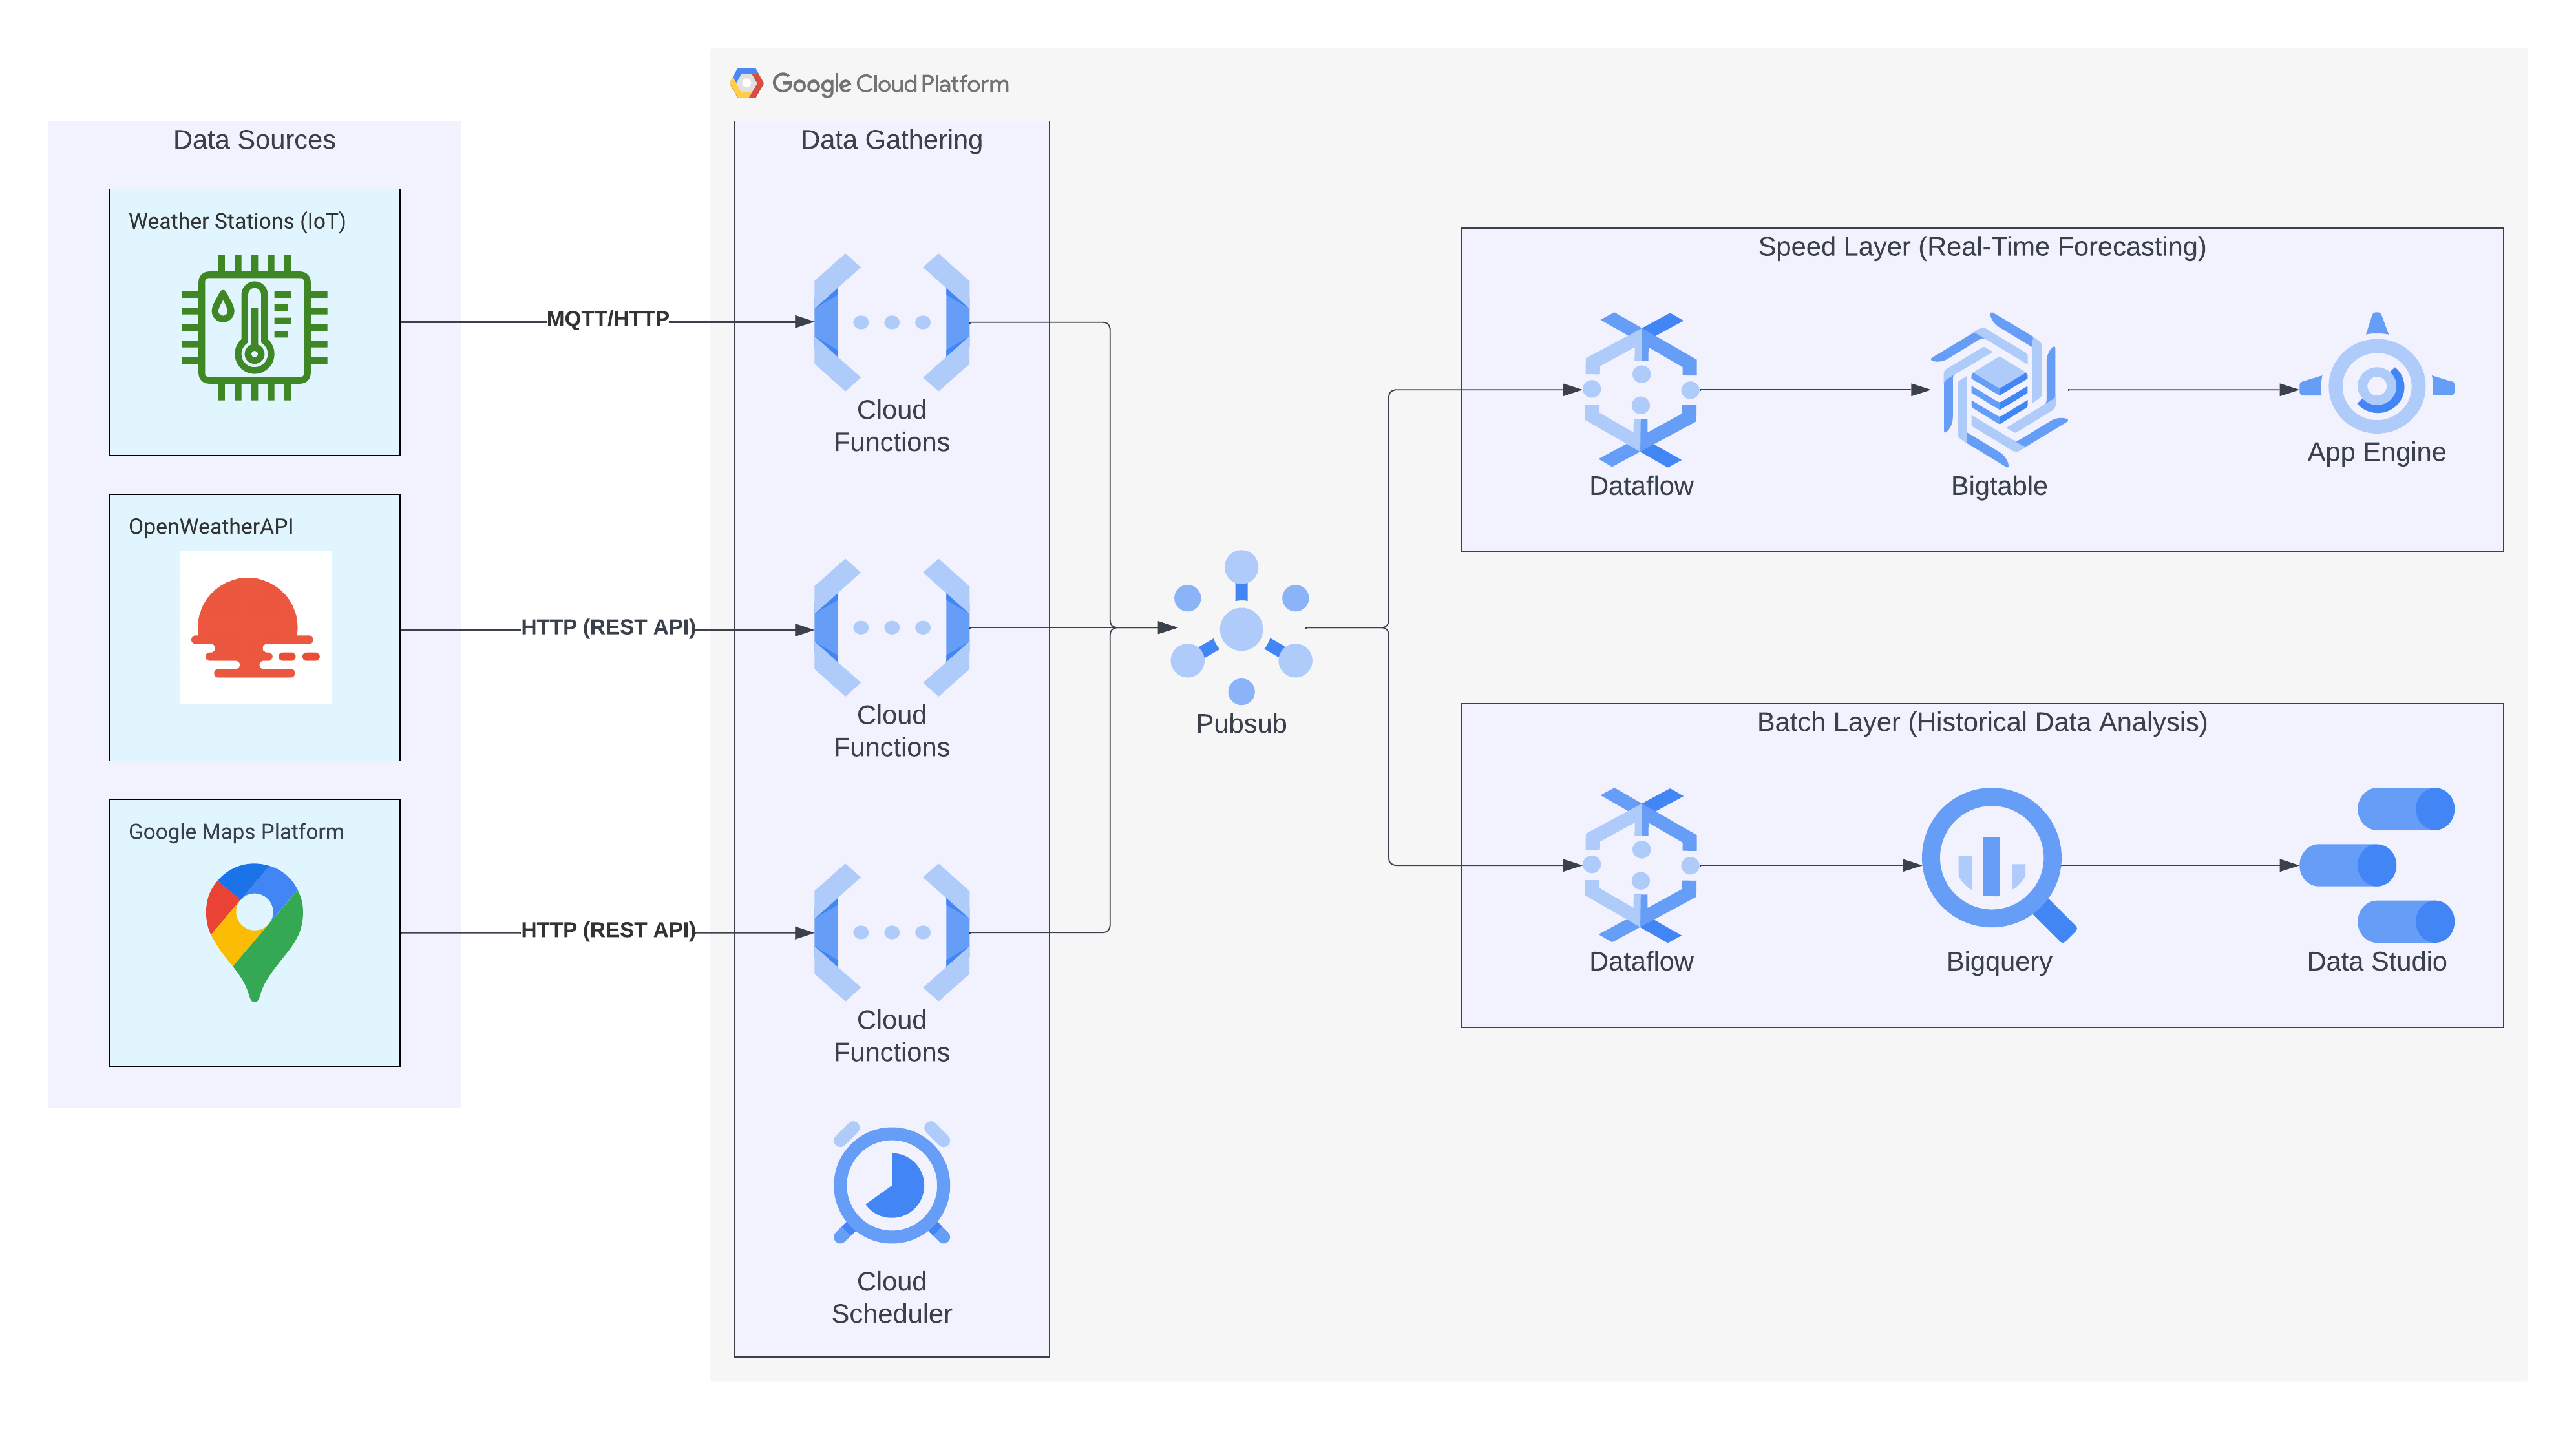 Google Cloud Platform
Data Sources
Weather Stations (IoT)
OpenWeatherAPI
Google Maps Platform
MQTT/HTTP
HTTP (REST API)
HTTP (REST API)
Data Gathering
Cloud
Functions
Cloud
Functions
Cloud
Functions
Cloud
Scheduler
Pubsub
Speed Layer (Real-Time Forecasting)
Dataflow
Bigtable
App Engine
Batch Layer (Historical Data Analysis)
Dataflow
Bigquery
Data Studio